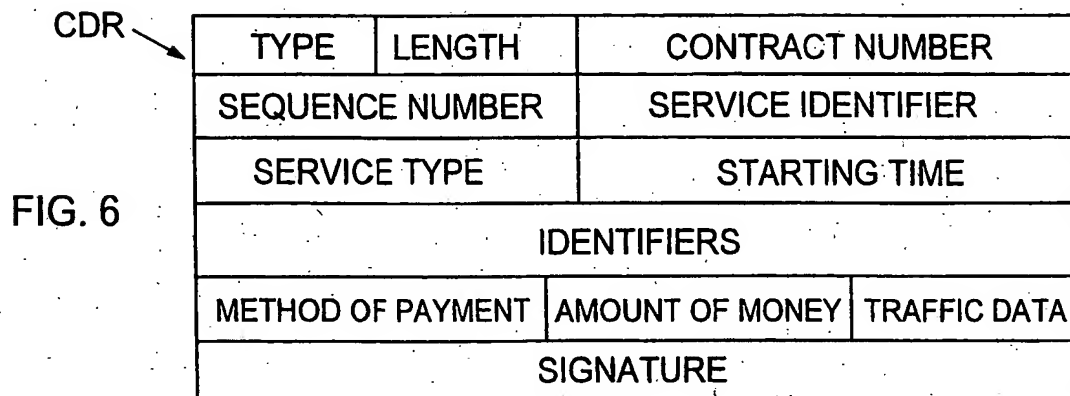 CDR
TYPE LENGTH CONTRACT NUMBER
SEQUENCE NUMBER SERVICE IDENTIFIER
SERVICE TYPE STARTING TIME
FIG. 6
IDENTIFIERS
METHOD OF PAYMENT AMOUNT OF MONEY TRAFFIC DATA
SIGNATURE